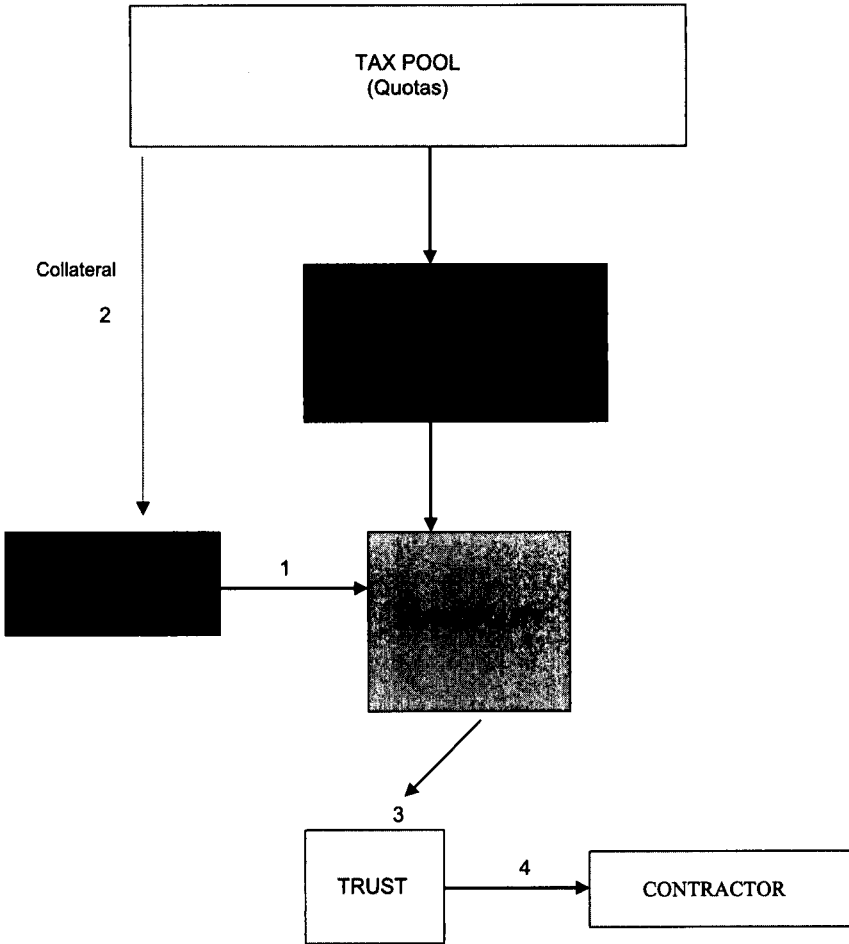 TAX POOL
(Quotas)
Collateral
2
1
3
TRUST
4
CONTRACTOR